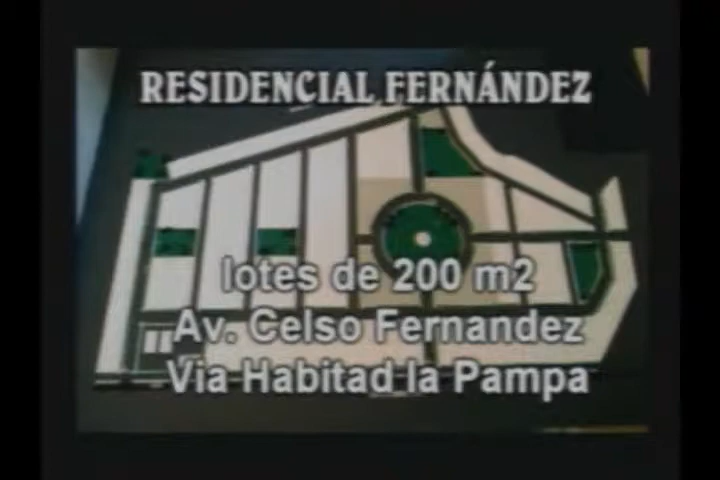 RESIDENCIAL FERNÁNDEZ
lotes de 200 m2
Av. Celso Fernandez
Via Habitad la Pampa